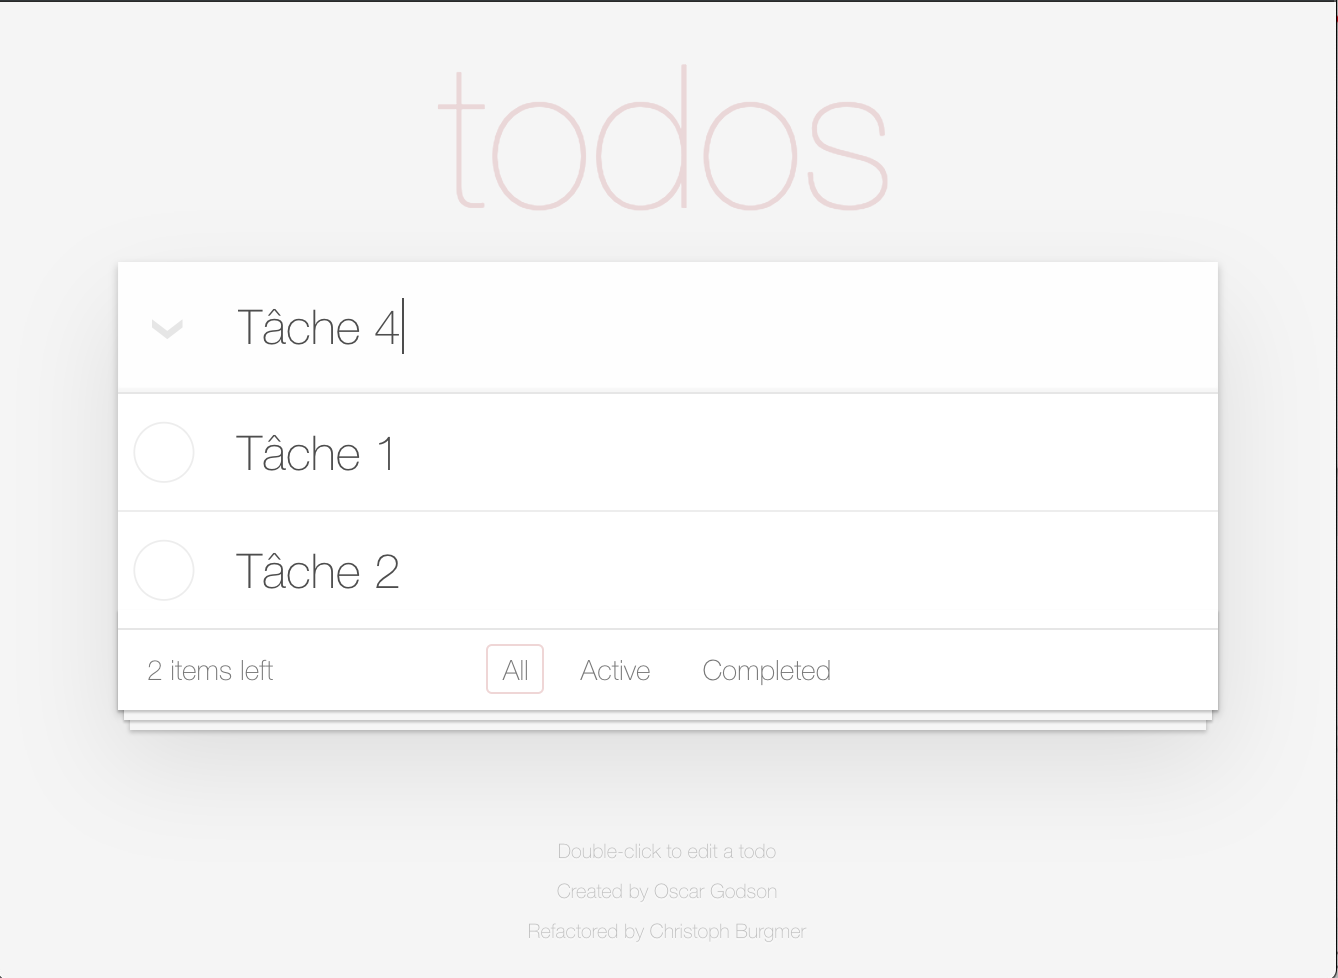 todos
Tâche 4
Tâche 1
Tâche 2
2 items left All Active Completed
Double-click to edit a todo
Created by Oscar Godson
Refactored by Christoph Burgmer